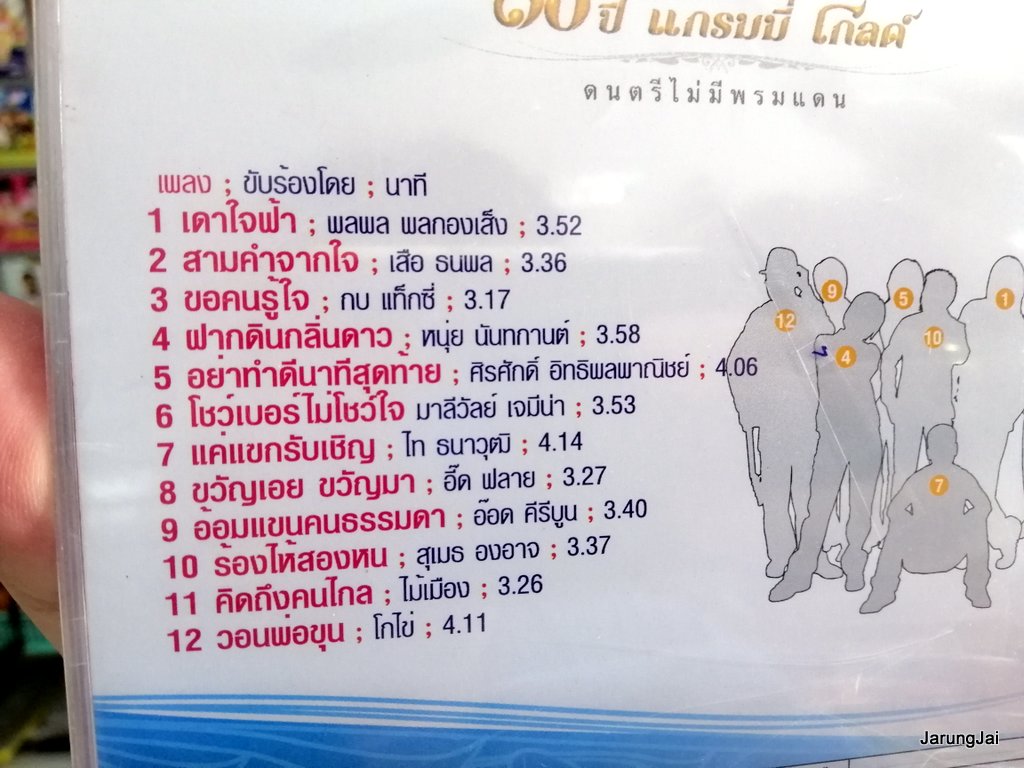 ๑๐ ปี แกรมมี่ โกลด์
ดนตรีไม่มีพรมแดน
เพลง ; ขับร้องโดย ; นาที
1 เดาใจฟ้า ; พลพล พลกองเส็ง ; 3.52
2 สามคำจากใจ ; เสือ ธนพล ; 3.36
3 ขอคนรู้ใจ ; กบ แท็กซี่ ; 3.17
4 ฝากดินกลิ่นดาว ; หนุ่ย นันทกานต์ ; 3.58
5 อย่าทำดีนาทีสุดท้าย ; ศิรศักดิ์ อิทธิพลพาณิชย์ ; 4.06
6 โชว์เบอร์ไม่โชว์ใจ มาลีวัลย์ เจมีน่า ; 3.53
7 แค่แขกรับเชิญ ; ไท ธนาวุฒิ ; 4.14
8 ขวัญเอย ขวัญมา ; อี๊ด ฟลาย ; 3.27
9 อ้อมแขนคนธรรมดา ; อ๊อด คีรีบูน ; 3.40
10 ร้องไห้สองหน ; สุเมธ องอาจ ; 3.37
11 คิดถึงคนไกล ; ไม้เมือง ; 3.26
12 วอนพ่อขุน ; โกไข่ ; 4.11
12
9
4
5
10
1
7
JarungJai